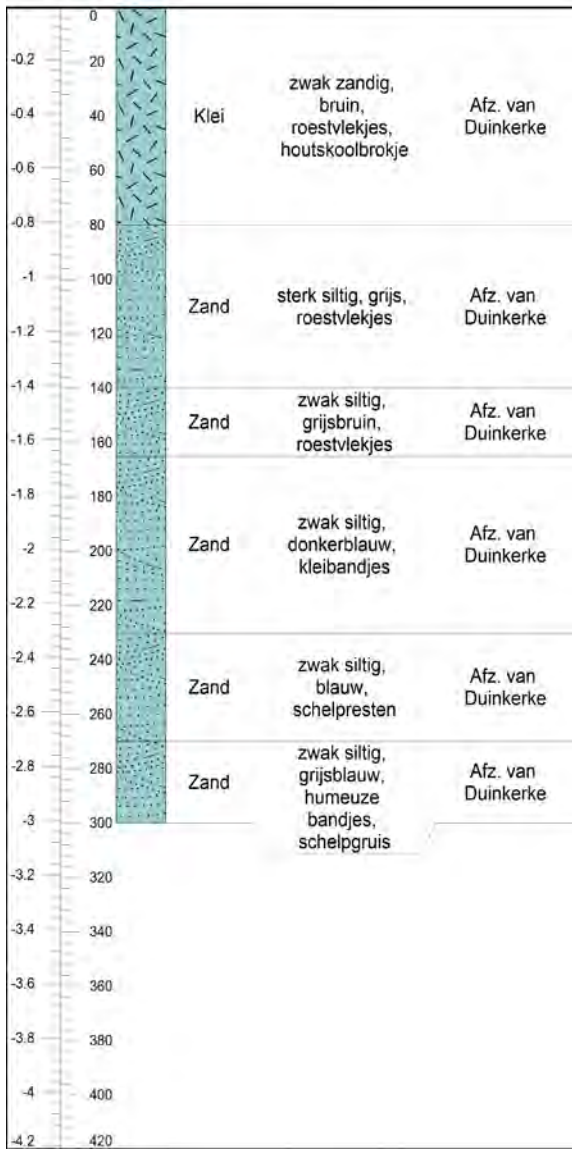 0
-0.2
20
-0.4
40
-0.6
60
-0.8
80
-1
100
-1.2
120
-1.4
140
-1.6
160
-1.8
180
-2
200
-2.2
220
-2.4
240
-2.6
260
-2.8
280
-3
300
-3.2
320
-3.4
340
-3.6
360
-3.8
380
-4
400
-4.2
420
Klei
zwak zandig,
bruin,
roestvlekjes,
houtskoolbrokje
Afz. van
Duinkerke
Zand
sterk siltig, grijs,
roestvlekjes
Afz. van
Duinkerke
Zand
zwak siltig,
grijsbruin,
roestvlekjes
Afz. van
Duinkerke
Zand
zwak siltig,
donkerblauw,
kleibandjes
Afz. van
Duinkerke
Zand
zwak siltig,
blauw,
schelpresten
Afz. van
Duinkerke
Zand
zwak siltig,
grijsblauw,
humeuze
bandjes,
schelpgruis
Afz. van
Duinkerke